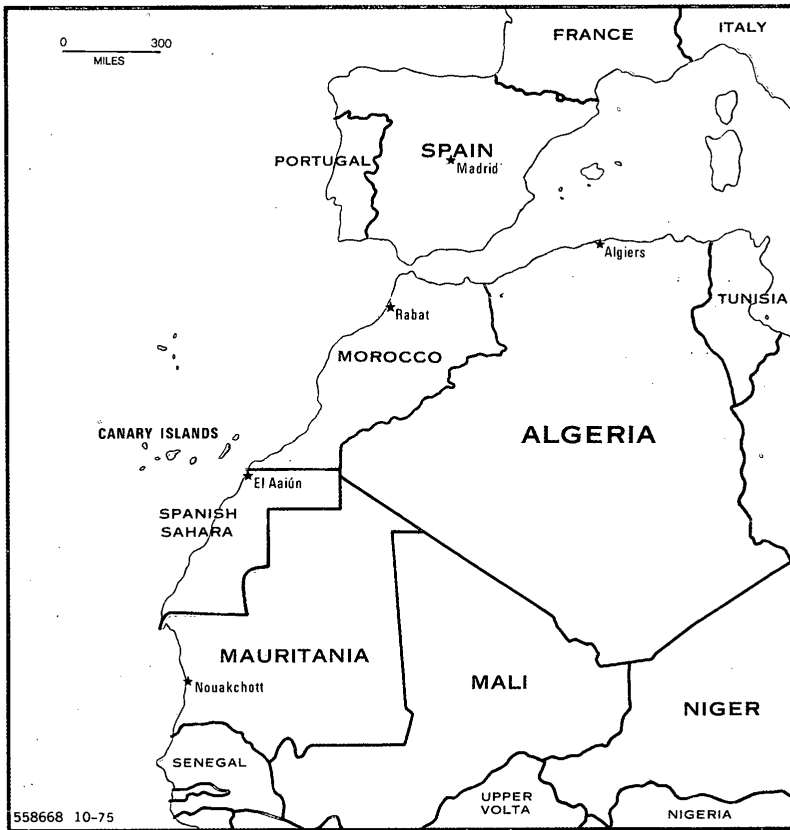 0 300
MILES
FRANCE
ITALY
PORTUGAL
SPAIN
Madrid
Algiers
TUNISIA
Rabat
MOROCCO
CANARY ISLANDS
ALGERIA
El Aaiún
SPANISH
SAHARA
MAURITANIA
Nouakchott
MALI
NIGER
SENEGAL
UPPER
VOLTA
NIGERIA
558668 10-75